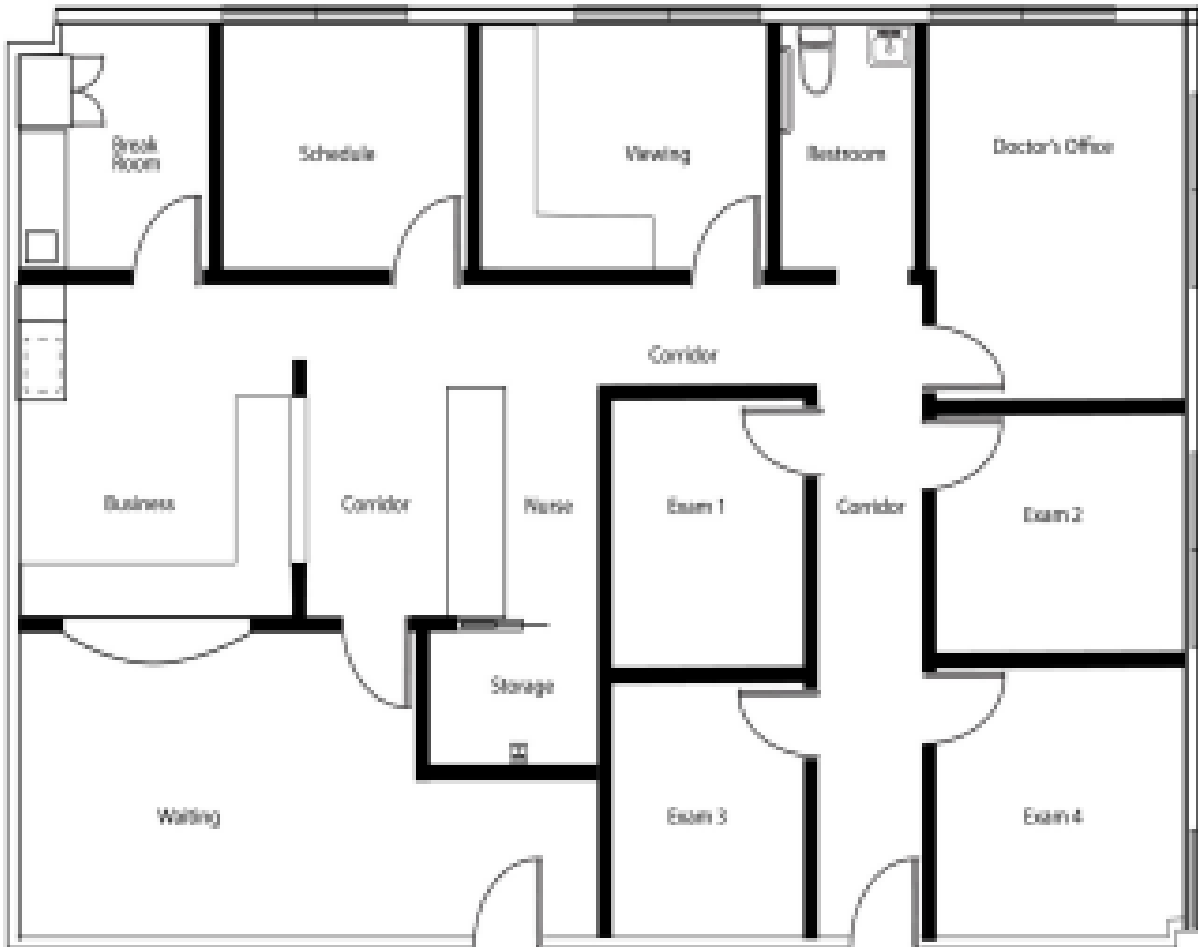 Break
Room
Schedule
Viewing
Restroom
Doctor's Office
Corridor
Business
Corridor
Nurse
Exam 1
Corridor
Exam 2
Storage
Waiting
Exam 3
Exam 4